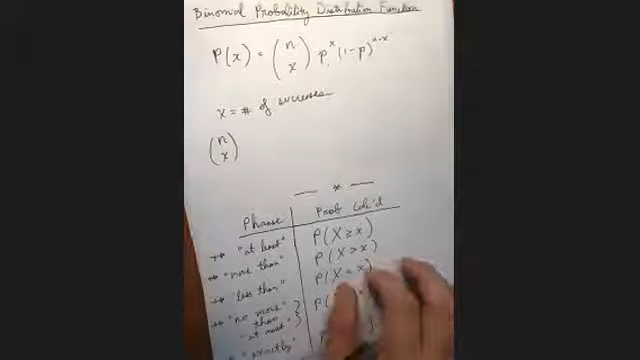 Binomial Probability Distribution Function
P(x) = (n x) p^x (1-p)^(n-x)
x = # of successes
(n x)
— * —
Phrase | Prob Calc'd
→ "at least" | P(X ≥ x)
→ "more than" | P(X > x)
→ "less than" | P(X < x)
→ "no more than" } P(
"at most" }
"exactly"